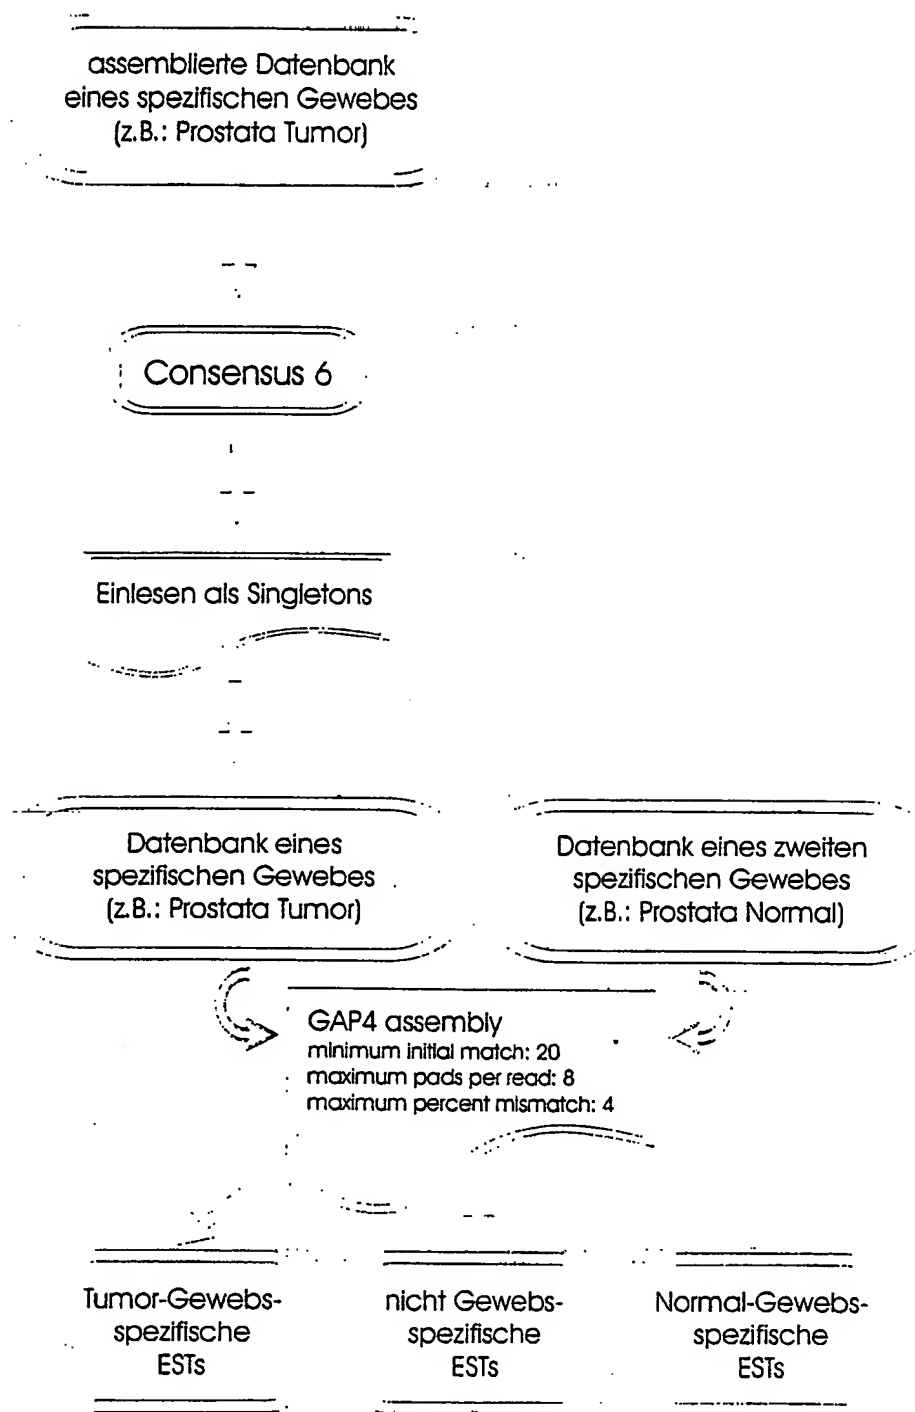 assemblierte Datenbank
eines spezifischen Gewebes
(z.B.: Prostata Tumor)
Consensus 6
Einlesen als Singletons
Datenbank eines
spezifischen Gewebes
(z.B.: Prostata Tumor)
Datenbank eines zweiten
spezifischen Gewebes
(z.B.: Prostata Normal)
GAP4 assembly
minimum initial match: 20
maximum pads per read: 8
maximum percent mismatch: 4
Tumor-Gewebs-
spezifische
ESTs
nicht Gewebs-
spezifische
ESTs
Normal-Gewebs-
spezifische
ESTs